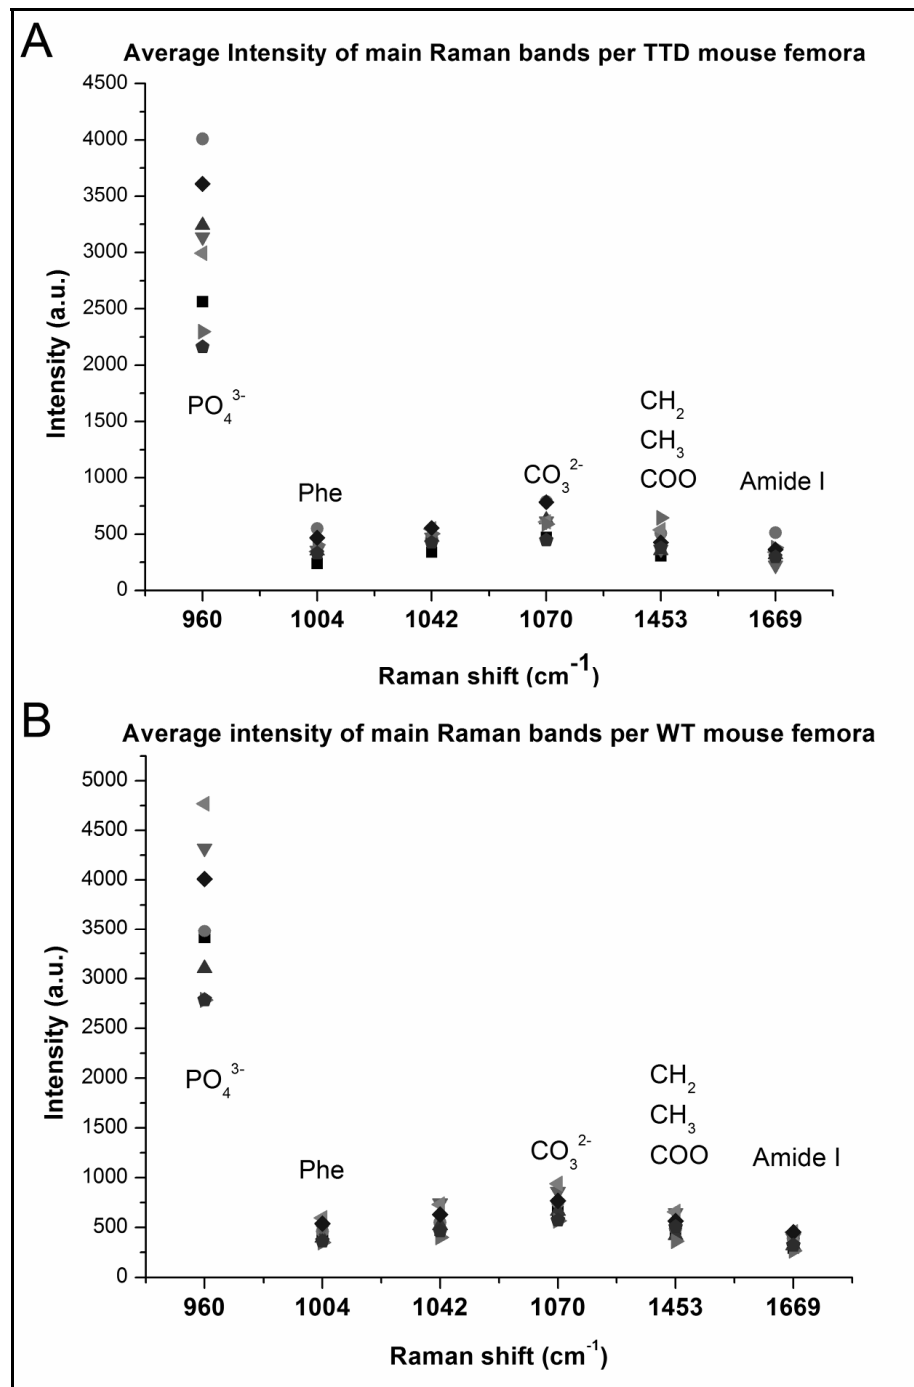 A
Average Intensity of main Raman bands per TTD mouse femora
4500
4000
3500
3000
2500
2000
1500
1000
500
0
Intensity (a.u.)
PO₄³⁻
Phe
CO₃²⁻
CH₂
CH₃
COO
Amide I
960 1004 1042 1070 1453 1669
Raman shift (cm⁻¹)
B
Average intensity of main Raman bands per WT mouse femora
5000
4500
4000
3500
3000
2500
2000
1500
1000
500
0
Intensity (a.u.)
PO₄³⁻
Phe
CO₃²⁻
CH₂
CH₃
COO
Amide I
960 1004 1042 1070 1453 1669
Raman shift (cm⁻¹)